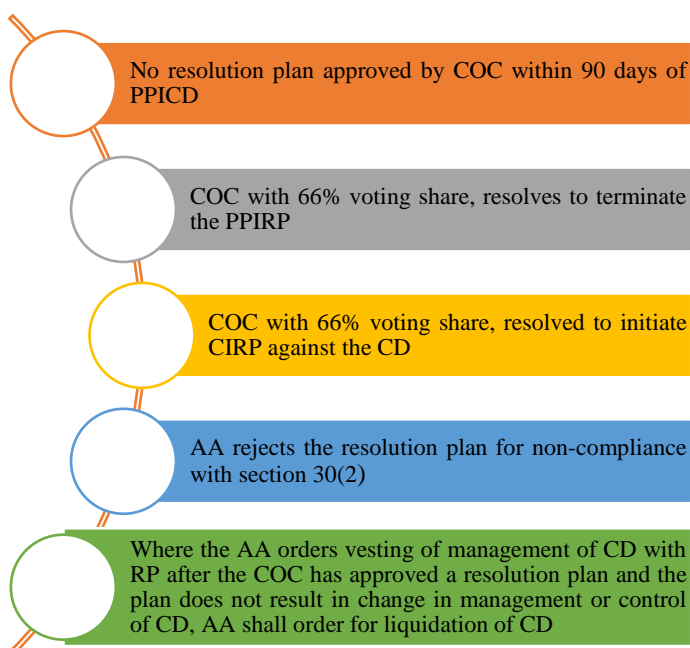 No resolution plan approved by COC within 90 days of
PPICD
COC with 66% voting share, resolves to terminate
the PPIRP
COC with 66% voting share, resolved to initiate
CIRP against the CD
AA rejects the resolution plan for non-compliance
with section 30(2)
Where the AA orders vesting of management of CD with
RP after the COC has approved a resolution plan and the
plan does not result in change in management or control
of CD, AA shall order for liquidation of CD